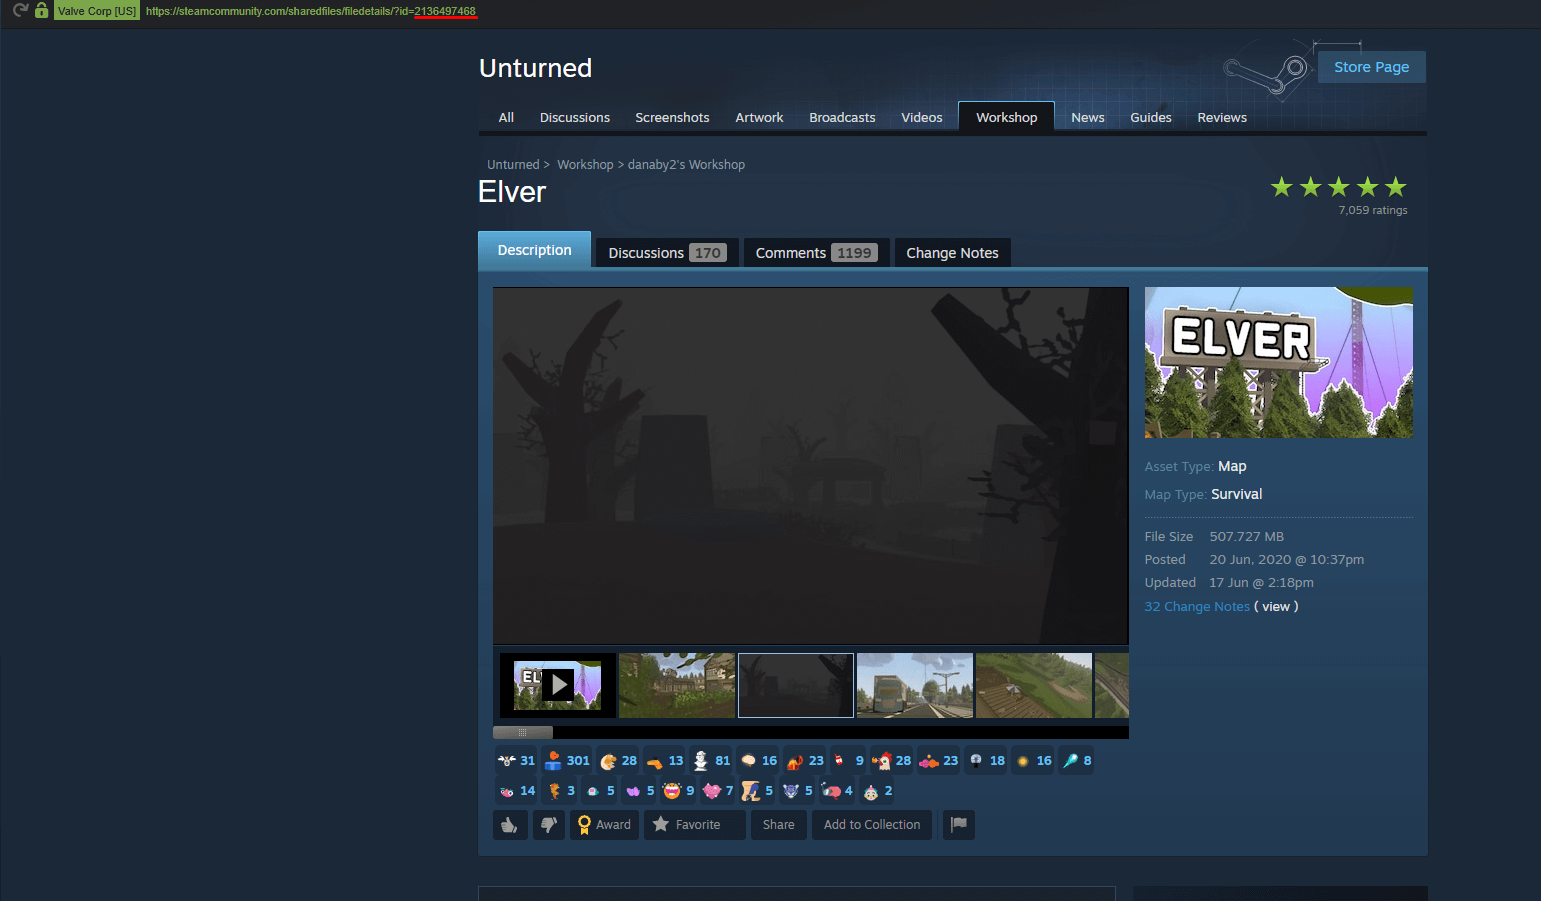 Valve Corp [US] https://steamcommunity.com/sharedfiles/filedetails/?id=2136497468
Unturned
Store Page
All Discussions Screenshots Artwork Broadcasts Videos Workshop News Guides Reviews
Unturned > Workshop > danaby2's Workshop
Elver
7,059 ratings
Description Discussions 170 Comments 1199 Change Notes
ELVER
Asset Type: Map
Map Type: Survival
File Size 507.727 MB
Posted 20 Jun, 2020 @ 10:37pm
Updated 17 Jun @ 2:18pm
32 Change Notes ( view )
EL
31 301 28 13 81 16 23 9 28 23 18 16 8
14 3 5 5 9 7 5 5 4 2
Award Favorite Share Add to Collection